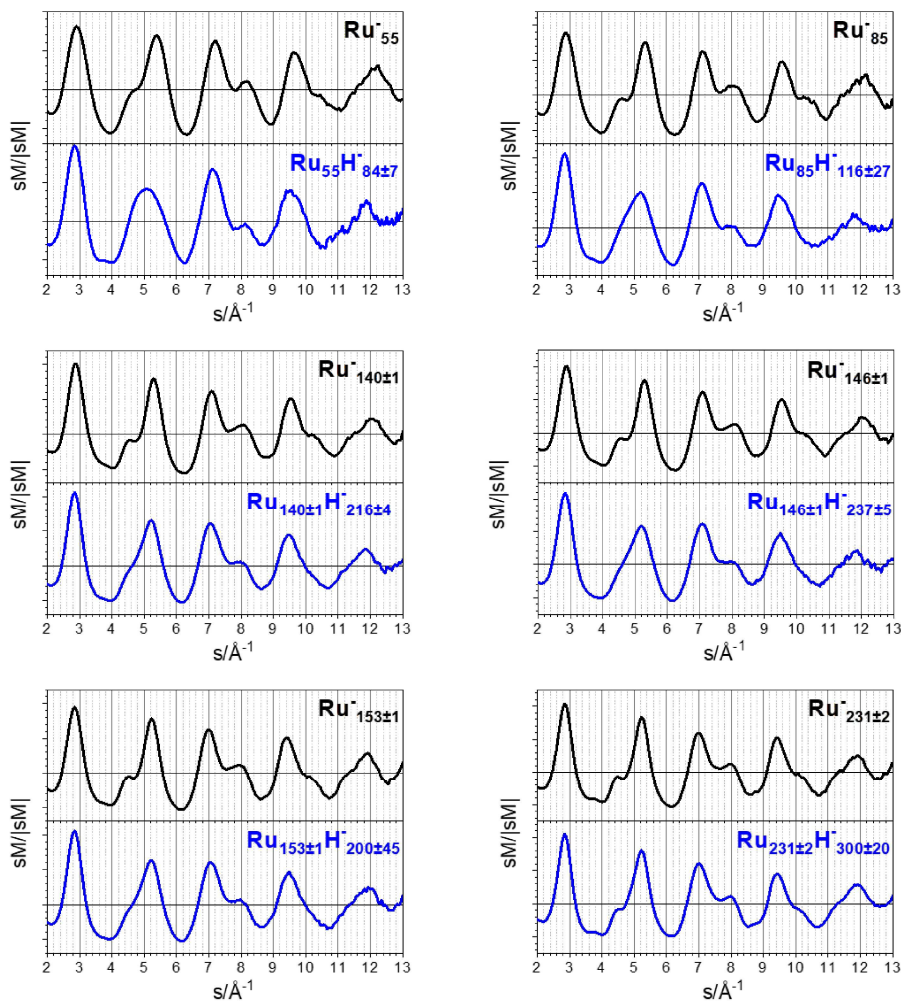 Ru⁻₅₅
Ru₅₅H⁻₈₄±₇
sM/|sM|
2 3 4 5 6 7 8 9 10 11 12 13
s/Å⁻¹
Ru⁻₈₅
Ru₈₅H⁻₁₁₆±₂₇
sM/|sM|
2 3 4 5 6 7 8 9 10 11 12 13
s/Å⁻¹
Ru⁻₁₄₀±₁
Ru₁₄₀±₁H⁻₂₁₆±₄
sM/|sM|
2 3 4 5 6 7 8 9 10 11 12 13
s/Å⁻¹
Ru⁻₁₄₆±₁
Ru₁₄₆±₁H⁻₂₃₇±₅
sM/|sM|
2 3 4 5 6 7 8 9 10 11 12 13
s/Å⁻¹
Ru⁻₁₅₃±₁
Ru₁₅₃±₁H⁻₂₀₀±₄₅
sM/|sM|
2 3 4 5 6 7 8 9 10 11 12 13
s/Å⁻¹
Ru⁻₂₃₁±₂
Ru₂₃₁±₂H⁻₃₀₀±₂₀
sM/|sM|
2 3 4 5 6 7 8 9 10 11 12 13
s/Å⁻¹